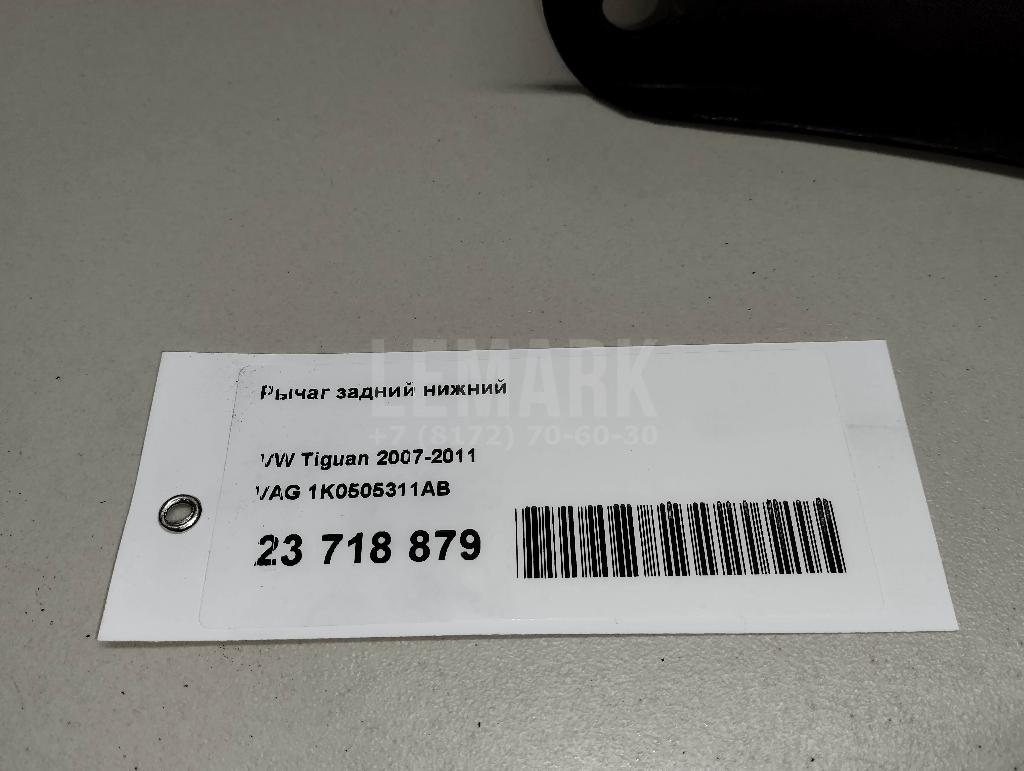 LEMARK
+7 (8172) 70-60-30
Рычаг задний нижний
VW Tiguan 2007-2011
VAG 1K0505311AB
23 718 879